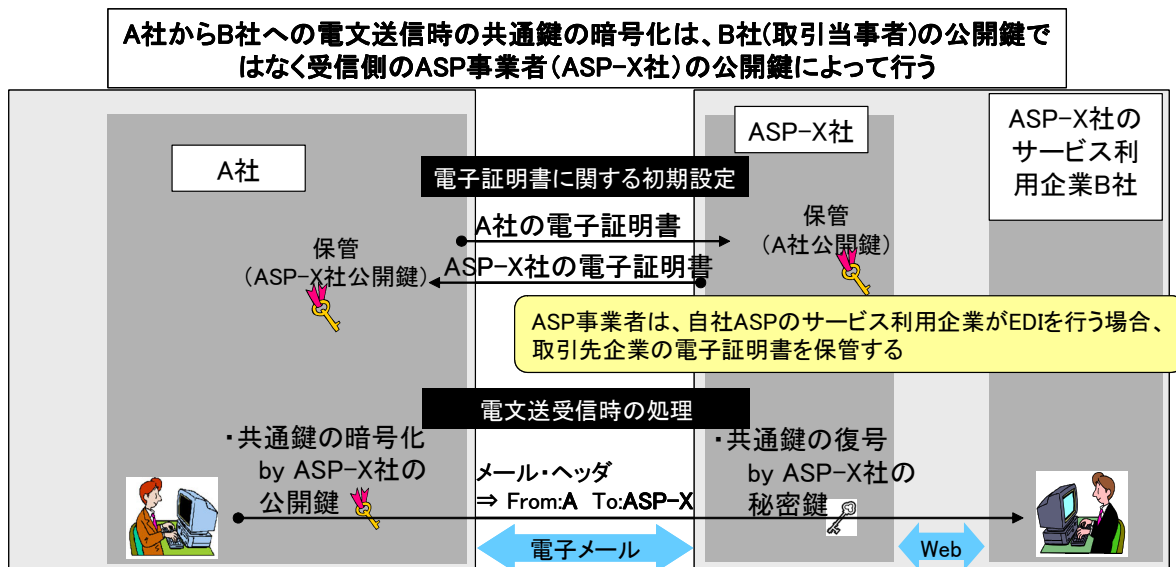 A社からB社への電文送信時の共通鍵の暗号化は、B社(取引当事者)の公開鍵で
はなく受信側のASP事業者(ASP-X社)の公開鍵によって行う
A社
ASP-X社
ASP-X社の
サービス利
用企業B社
電子証明書に関する初期設定
A社の電子証明書
保管
(ASP-X社公開鍵)
ASP-X社の電子証明書
保管
(A社公開鍵)
ASP事業者は、自社ASPのサービス利用企業がEDIを行う場合、
取引先企業の電子証明書を保管する
電文送受信時の処理
・共通鍵の暗号化
by ASP-X社の
公開鍵
メール・ヘッダ
⇒ From:A To:ASP-X
・共通鍵の復号
by ASP-X社の
秘密鍵
電子メール
Web